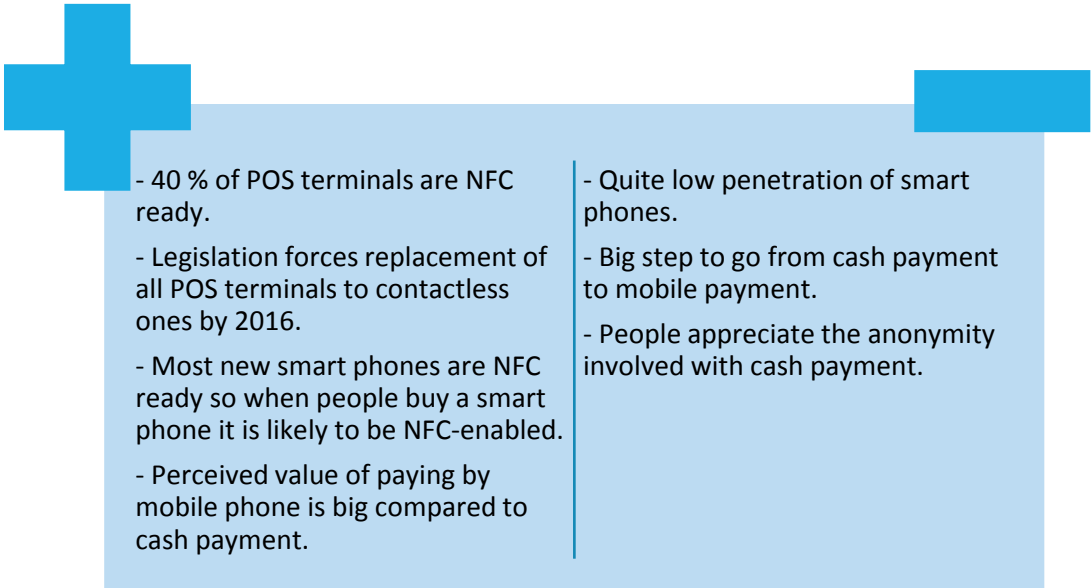 - 40 % of POS terminals are NFC
ready.
- Legislation forces replacement of
all POS terminals to contactless
ones by 2016.
- Most new smart phones are NFC
ready so when people buy a smart
phone it is likely to be NFC-enabled.
- Perceived value of paying by
mobile phone is big compared to
cash payment.
- Quite low penetration of smart
phones.
- Big step to go from cash payment
to mobile payment.
- People appreciate the anonymity
involved with cash payment.